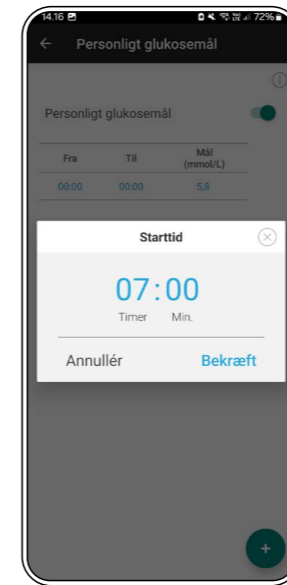 14.16 72%
Personligt glukosemål
Personligt glukosemål
Fra Til Mål (mmol/L)
00:00 00:00 5,8
Starttid
07:00
Timer Min.
Annullér Bekræft